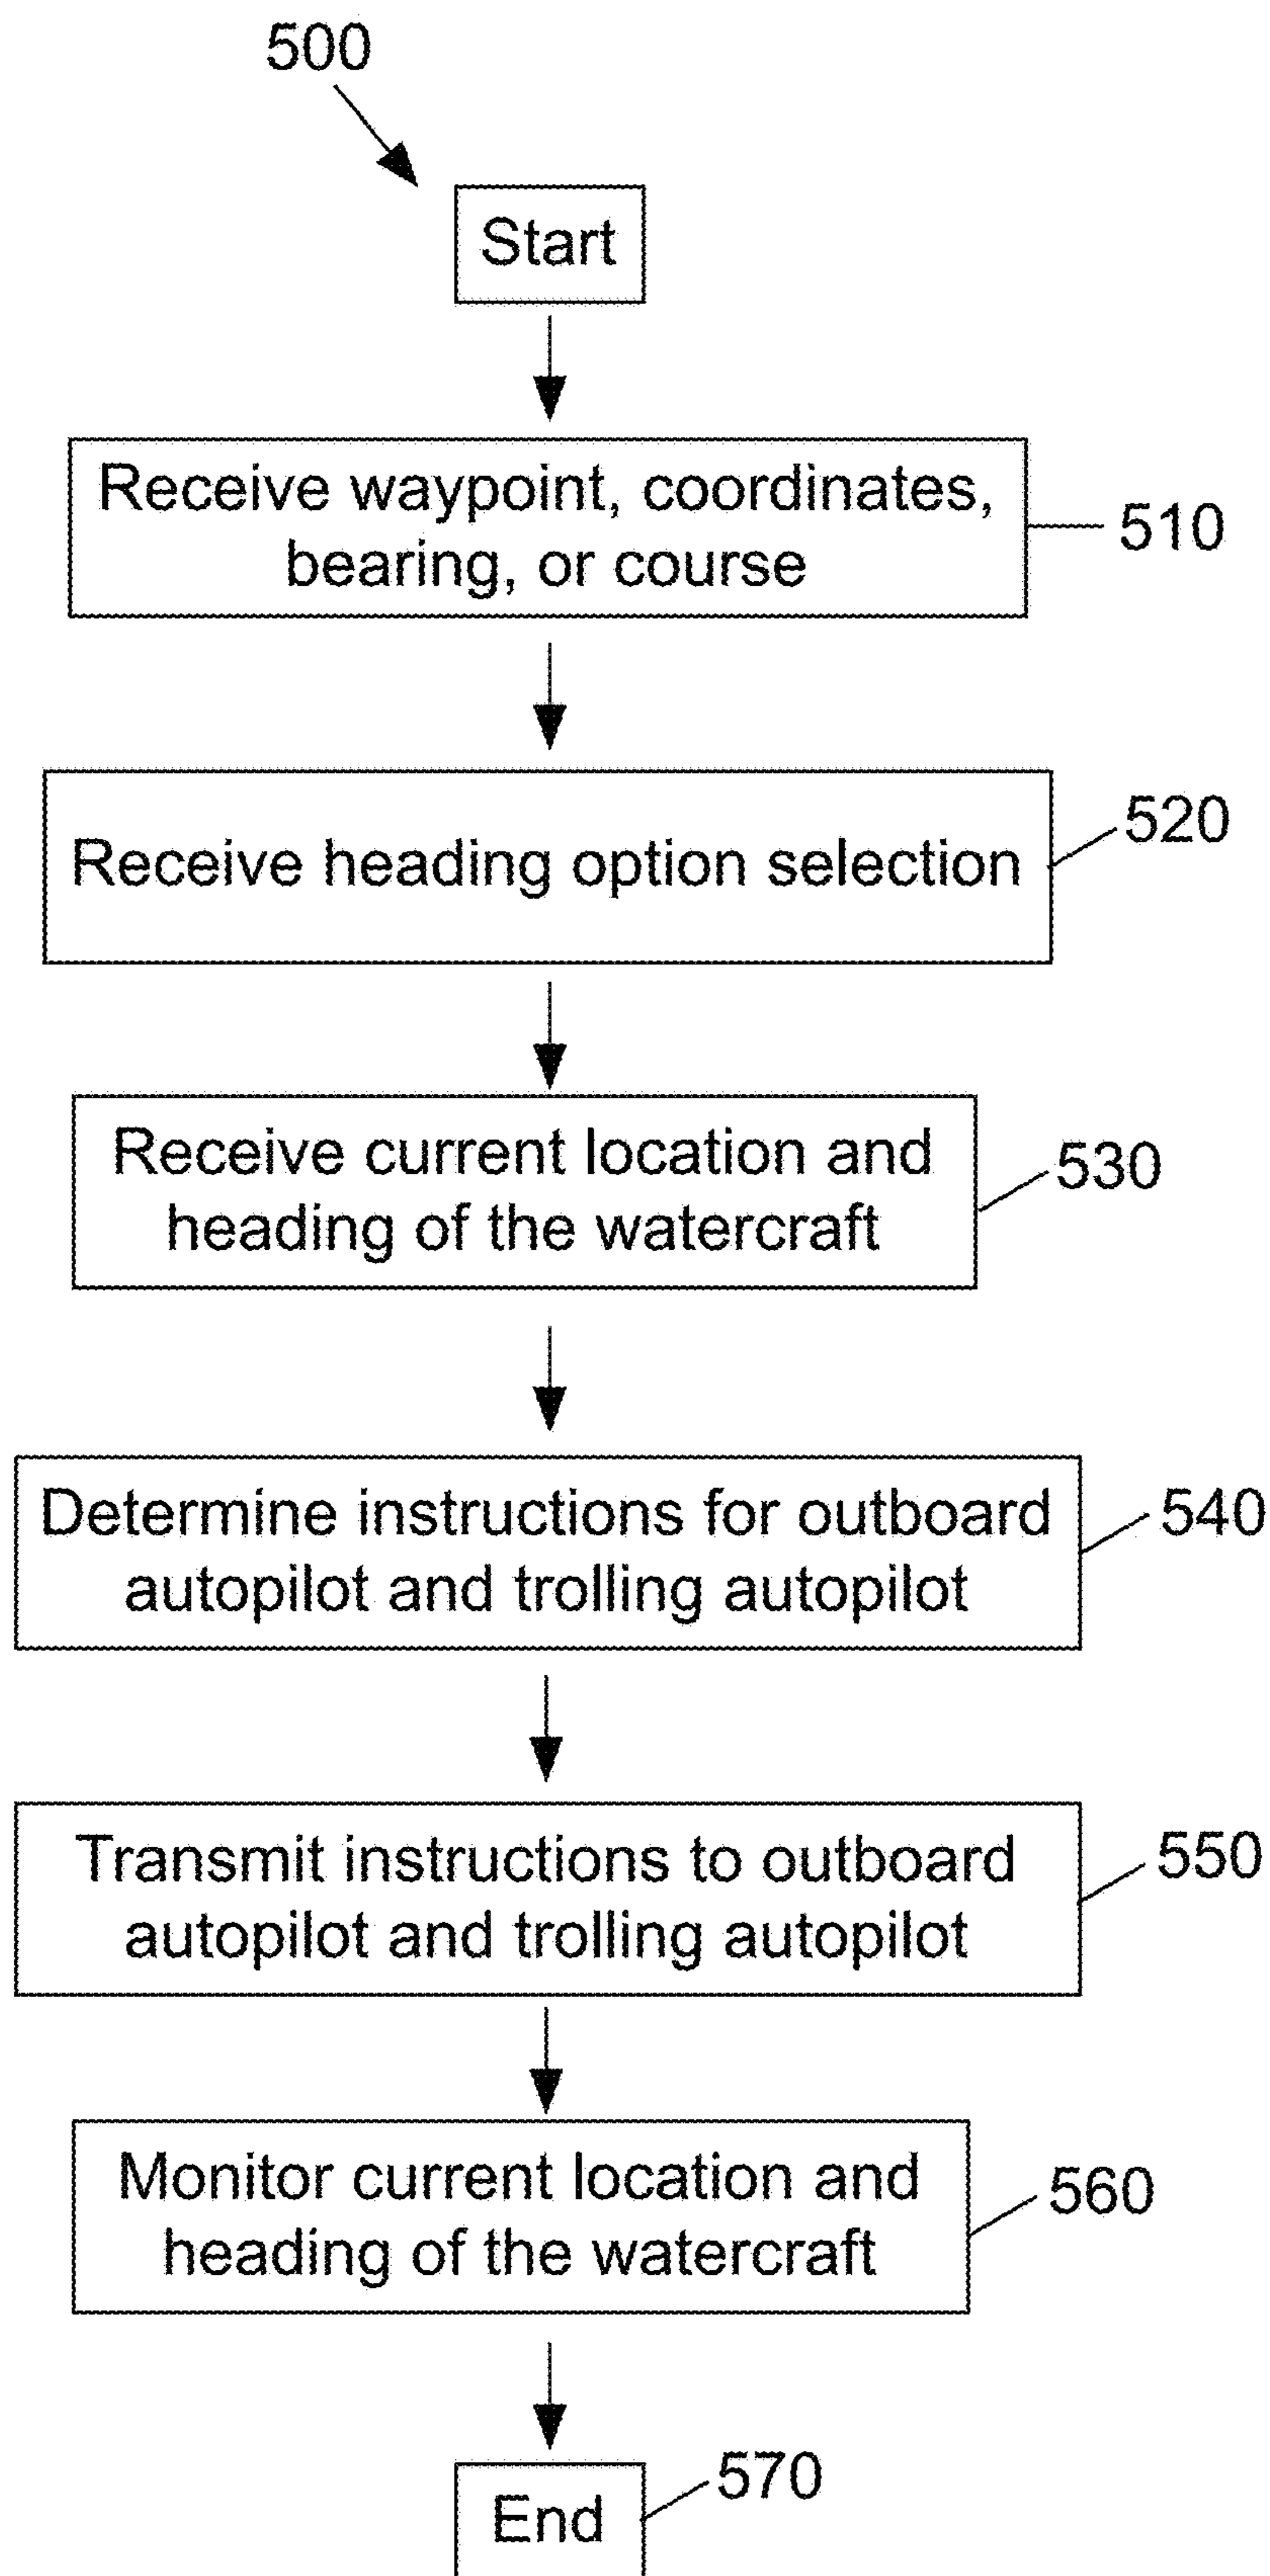 500
Start
Receive waypoint, coordinates,
bearing, or course
510
Receive heading option selection
520
Receive current location and
heading of the watercraft
530
Determine instructions for outboard
autopilot and trolling autopilot
540
Transmit instructions to outboard
autopilot and trolling autopilot
550
Monitor current location and
heading of the watercraft
560
End
570